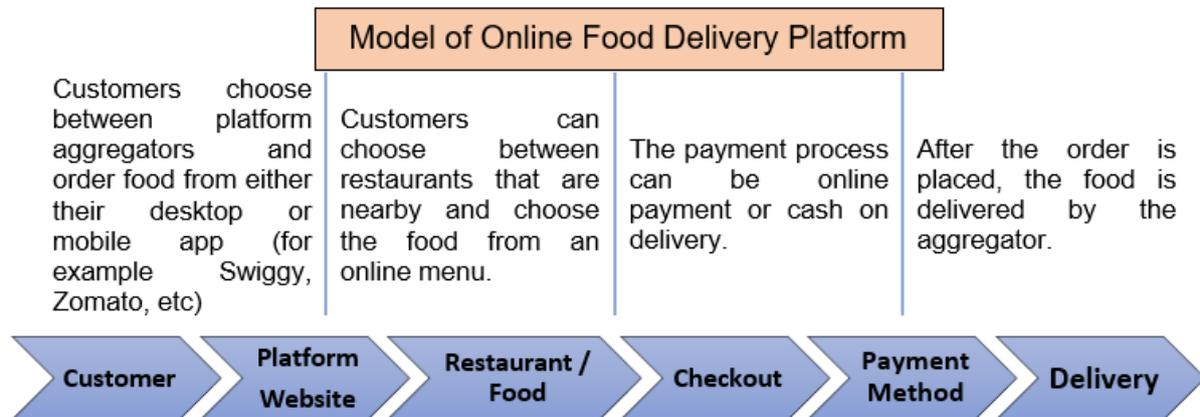 Model of Online Food Delivery Platform
Customers choose
between platform
aggregators and
order food from either
their desktop or
mobile app (for
example Swiggy,
Zomato, etc)
Customers can
choose between
restaurants that are
nearby and choose
the food from an
online menu.
The payment process
can be online
payment or cash on
delivery.
After the order is
placed, the food is
delivered by the
aggregator.
Customer
Platform
Website
Restaurant /
Food
Checkout
Payment
Method
Delivery